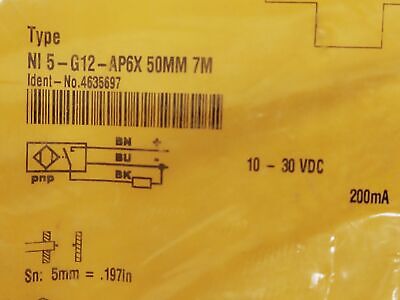 Type
NI 5-G12-AP6X 50MM 7M
Ident-No.4635697
BN +
BU -
BK
pnp
10 - 30 VDC
200mA
Sn: 5mm = .197in